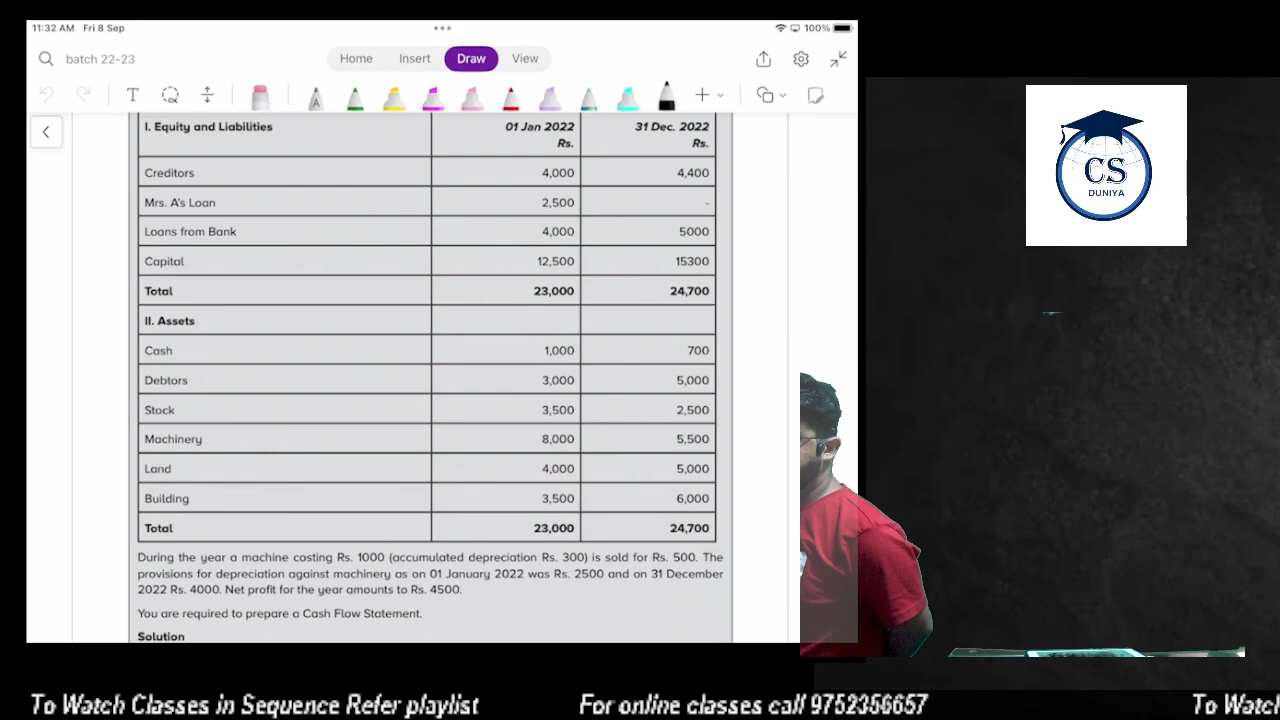 11:32 AM Fri 8 Sep
100%
batch 22-23
Home Insert Draw View
T
A
I. Equity and Liabilities 01 Jan 2022 31 Dec. 2022
Rs. Rs.
Creditors 4,000 4,400
Mrs. A's Loan 2,500 -
Loans from Bank 4,000 5000
Capital 12,500 15300
Total 23,000 24,700
II. Assets
Cash 1,000 700
Debtors 3,000 5,000
Stock 3,500 2,500
Machinery 8,000 5,500
Land 4,000 5,000
Building 3,500 6,000
Total 23,000 24,700
During the year a machine costing Rs. 1000 (accumulated depreciation Rs. 300) is sold for Rs. 500. The
provisions for depreciation against machinery as on 01 January 2022 was Rs. 2500 and on 31 December
2022 Rs. 4000. Net profit for the year amounts to Rs. 4500.
You are required to prepare a Cash Flow Statement.
Solution
CS
DUNIYA
To Watch Classes in Sequence Refer playlist For online classes call 9752356657 To Watch